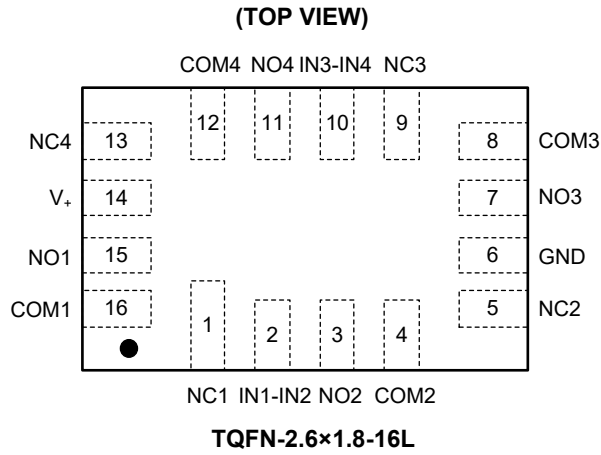 (TOP VIEW)
COM4 NO4 IN3-IN4 NC3
12 11 10 9
NC4 13 8 COM3
V+ 14 7 NO3
NO1 15 6 GND
COM1 16 5 NC2
1 2 3 4
NC1 IN1-IN2 NO2 COM2
TQFN-2.6×1.8-16L